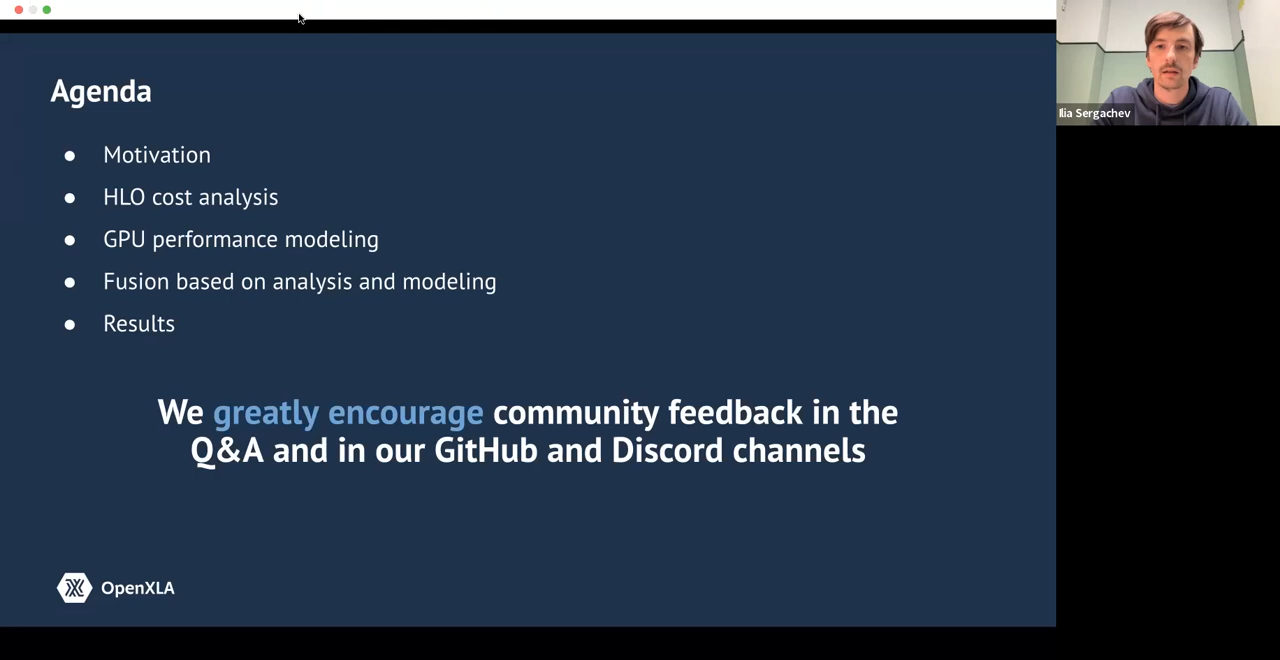 Agenda
● Motivation
● HLO cost analysis
● GPU performance modeling
● Fusion based on analysis and modeling
● Results
We greatly encourage community feedback in the
Q&A and in our GitHub and Discord channels
OpenXLA
Ilia Sergachev